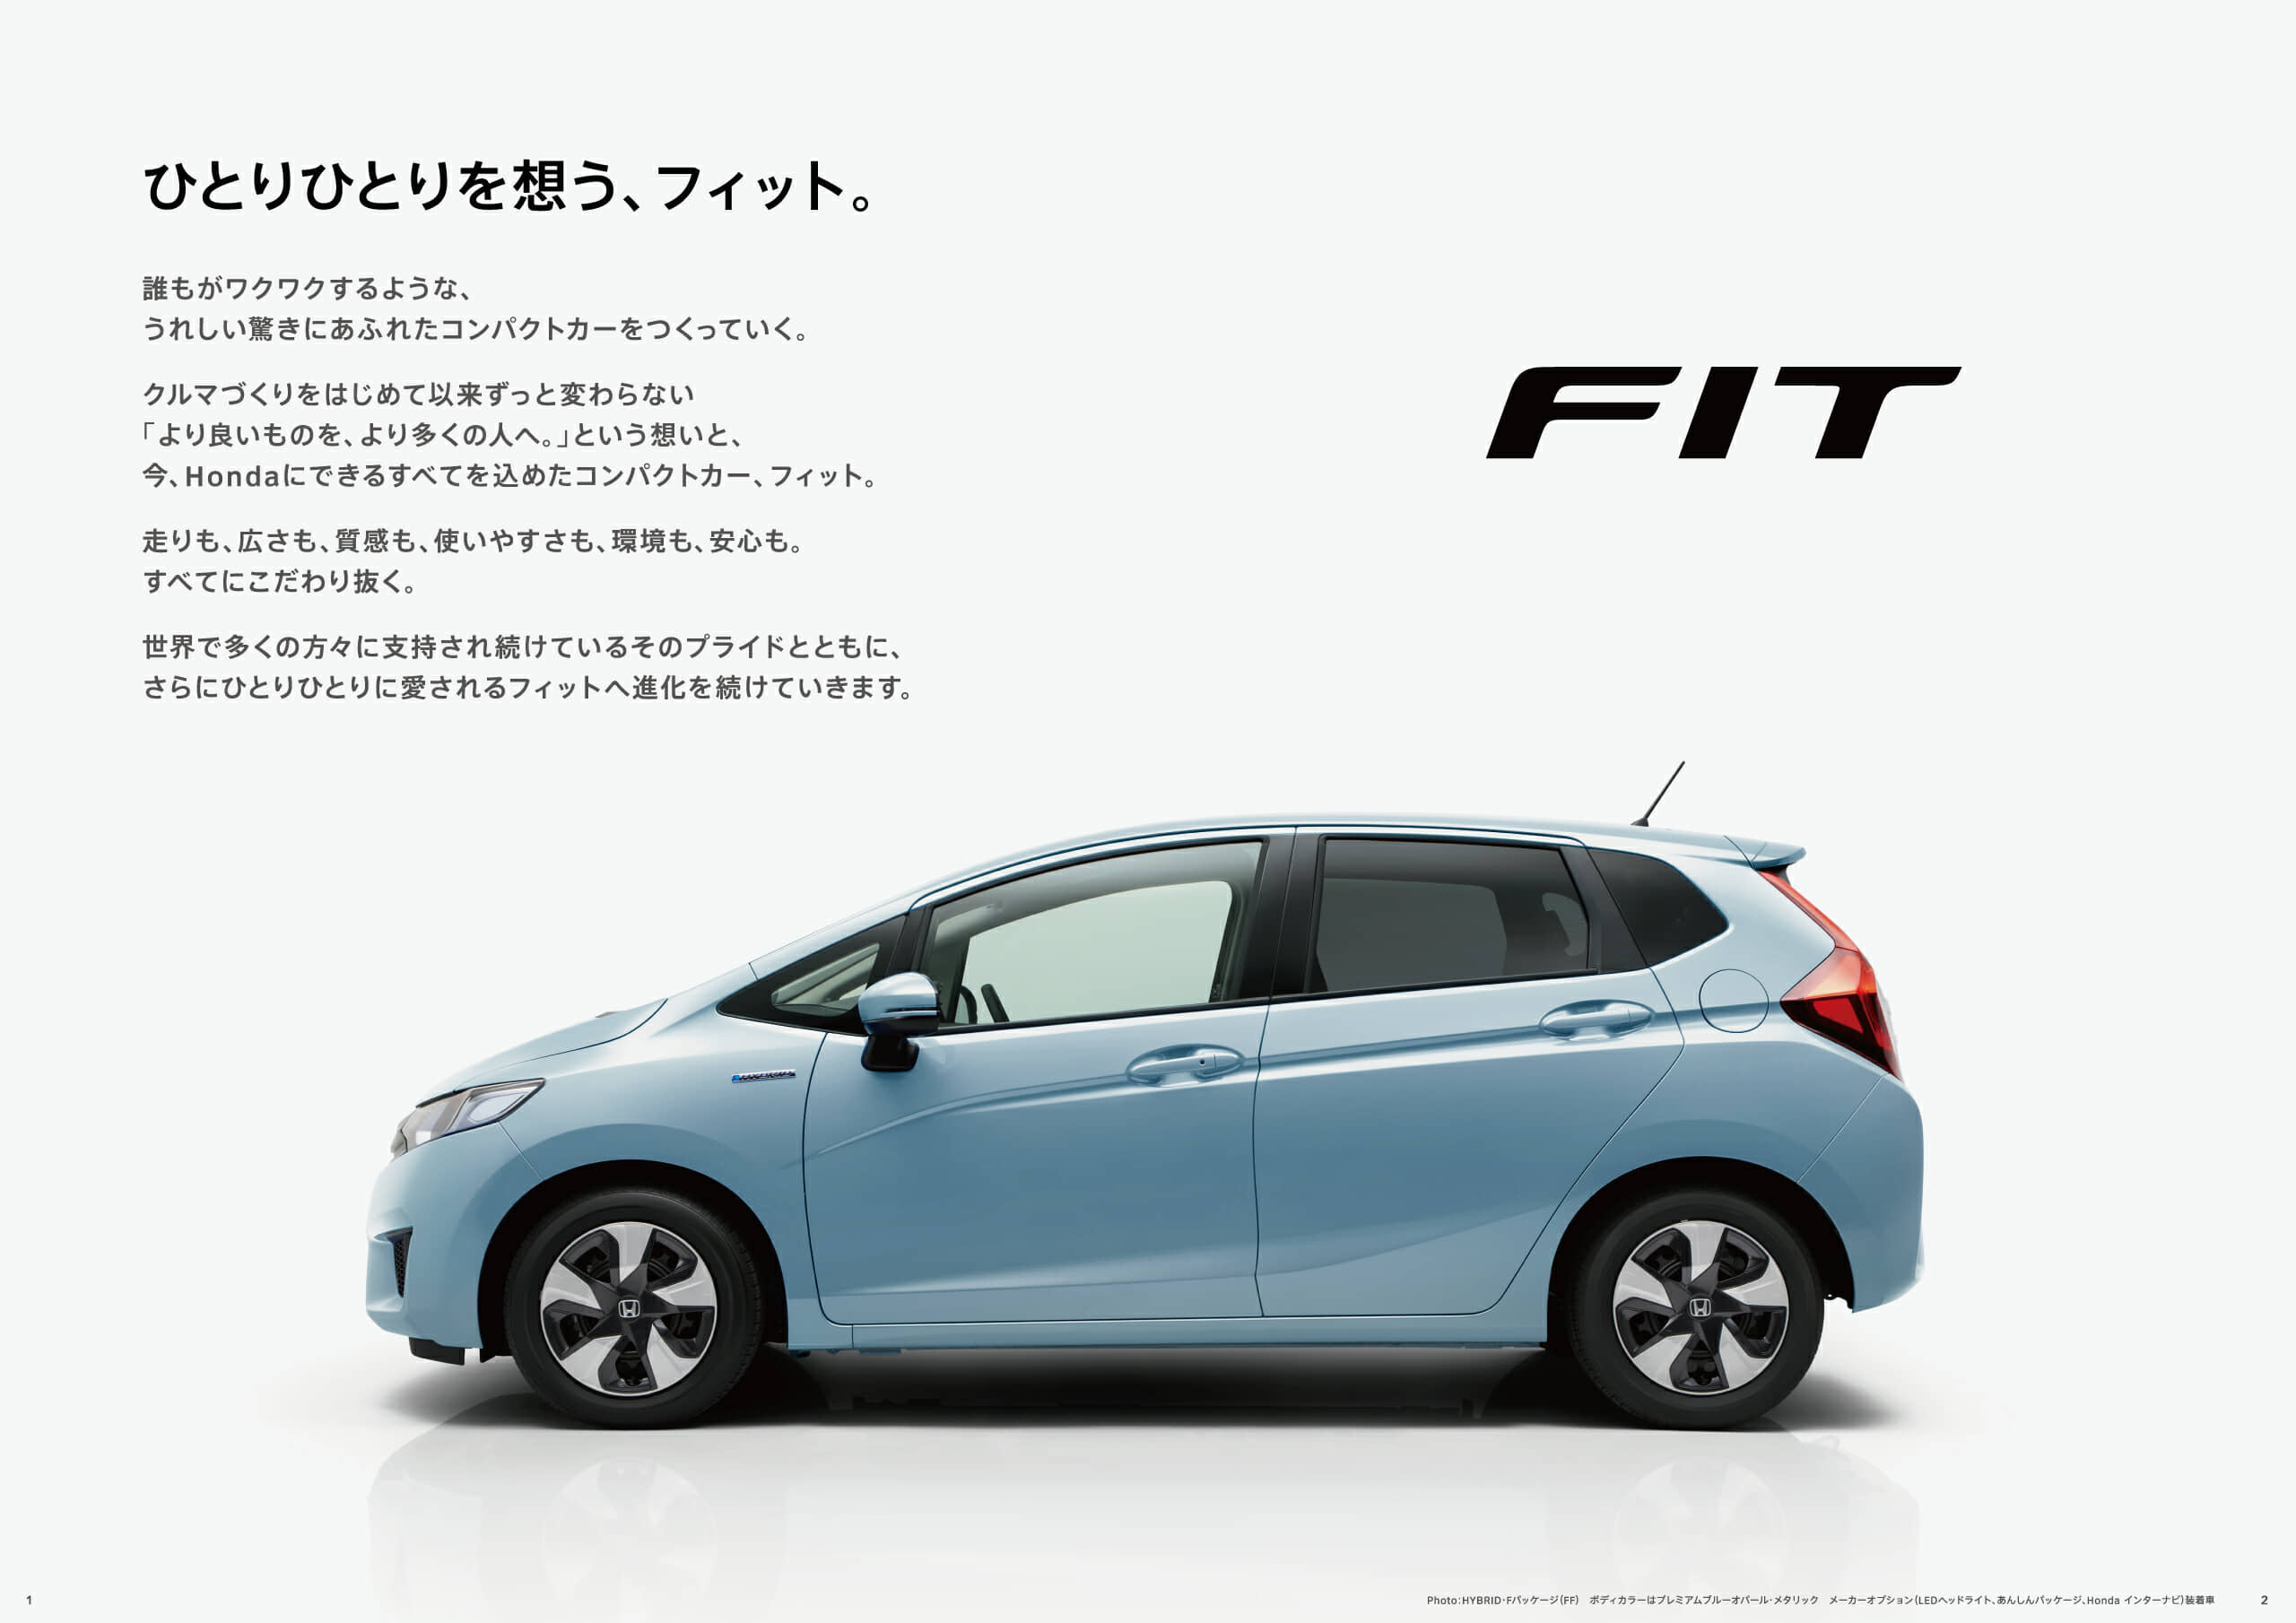 ひとりひとりを想う、フィット。
誰もがワクワクするような、
うれしい驚きにあふれたコンパクトカーをつくっていく。
クルマづくりをはじめて以来ずっと変わらない
「より良いものを、より多くの人へ。」という想いと、
今、Hondaにできるすべてを込めたコンパクトカー、フィット。
走りも、広さも、質感も、使いやすさも、環境も、安心も。
すべてにこだわり抜く。
世界で多くの方々に支持され続けているそのプライドとともに、
さらにひとりひとりに愛されるフィットへ進化を続けていきます。
FIT
HYBRID
1
Photo:HYBRID・Fパッケージ(FF) ボディカラーはプレミアムブルーオパール・メタリック メーカーオプション(LEDヘッドライト、あんしんパッケージ、Honda インターナビ)装着車
2